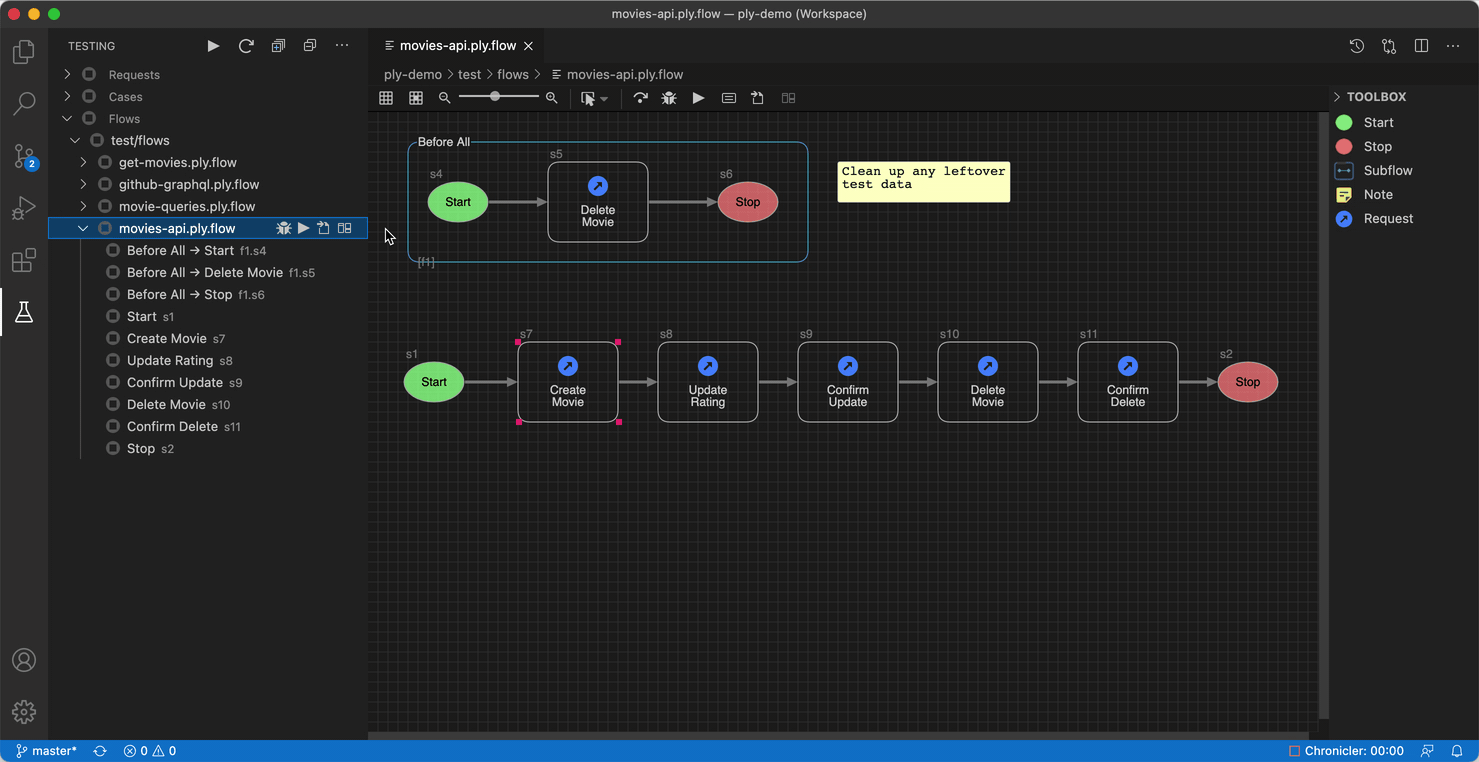 movies-api.ply.flow — ply-demo (Workspace)
TESTING
Requests
Cases
Flows
test/flows
get-movies.ply.flow
github-graphql.ply.flow
movie-queries.ply.flow
movies-api.ply.flow
Before All → Start f1.s4
Before All → Delete Movie f1.s5
Before All → Stop f1.s6
Start s1
Create Movie s7
Update Rating s8
Confirm Update s9
Delete Movie s10
Confirm Delete s11
Stop s2
2
movies-api.ply.flow
ply-demo > test > flows > movies-api.ply.flow
Before All
s4
Start
s5
Delete
Movie
s6
Stop
[f1]
Clean up any leftover
test data
s1
Start
s7
Create
Movie
s8
Update
Rating
s9
Confirm
Update
s10
Delete
Movie
s11
Confirm
Delete
s2
Stop
TOOLBOX
Start
Stop
Subflow
Note
Request
master*
0
0
Chronicler: 00:00